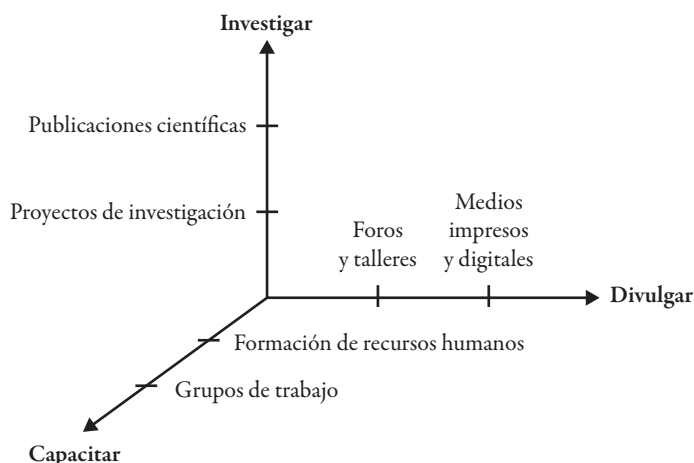 Investigar
Publicaciones científicas
Proyectos de investigación
Foros
y talleres
Medios
impresos
y digitales
Divulgar
Formación de recursos humanos
Grupos de trabajo
Capacitar